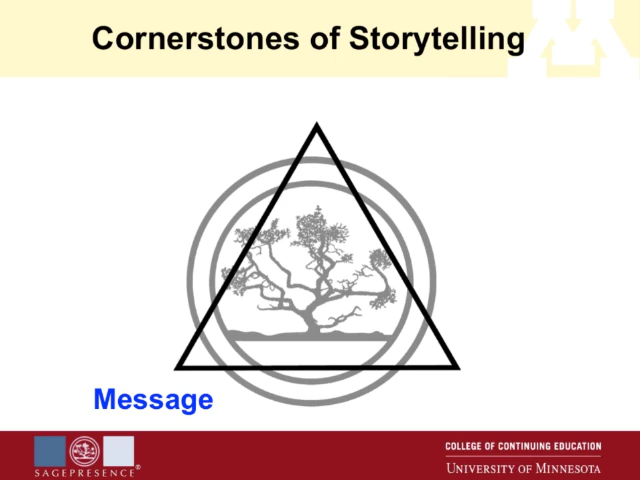 Cornerstones of Storytelling
Message
SAGEPRESENCE®
COLLEGE OF CONTINUING EDUCATION
UNIVERSITY OF MINNESOTA